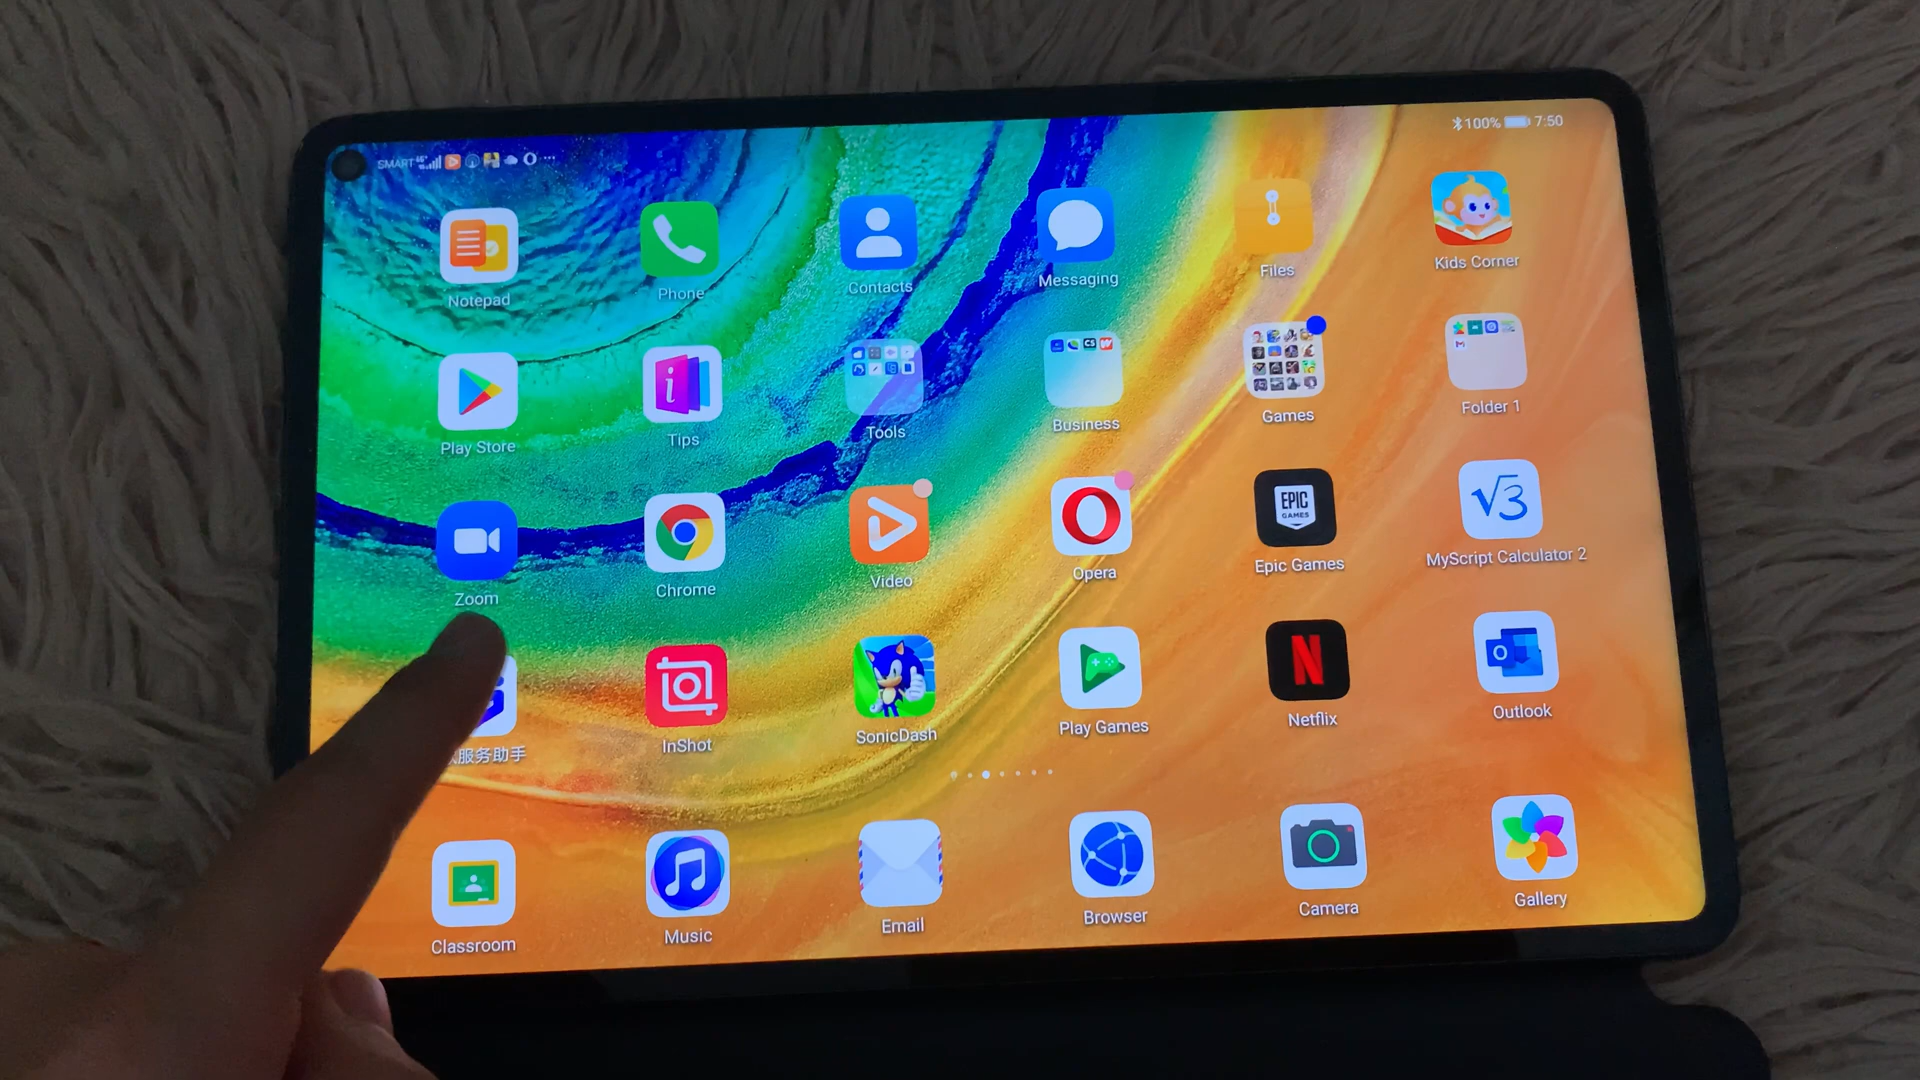 SMART 4G+
100% 7:50
Notepad
Phone
Contacts
Messaging
Files
Kids Corner
Play Store
Tips
Tools
Business
Games
Folder 1
Zoom
Chrome
Video
Opera
EPIC
GAMES
Epic Games
√3
MyScript Calculator 2
服务助手
InShot
SonicDash
Play Games
N
Netflix
Outlook
Classroom
Music
Email
Browser
Camera
Gallery